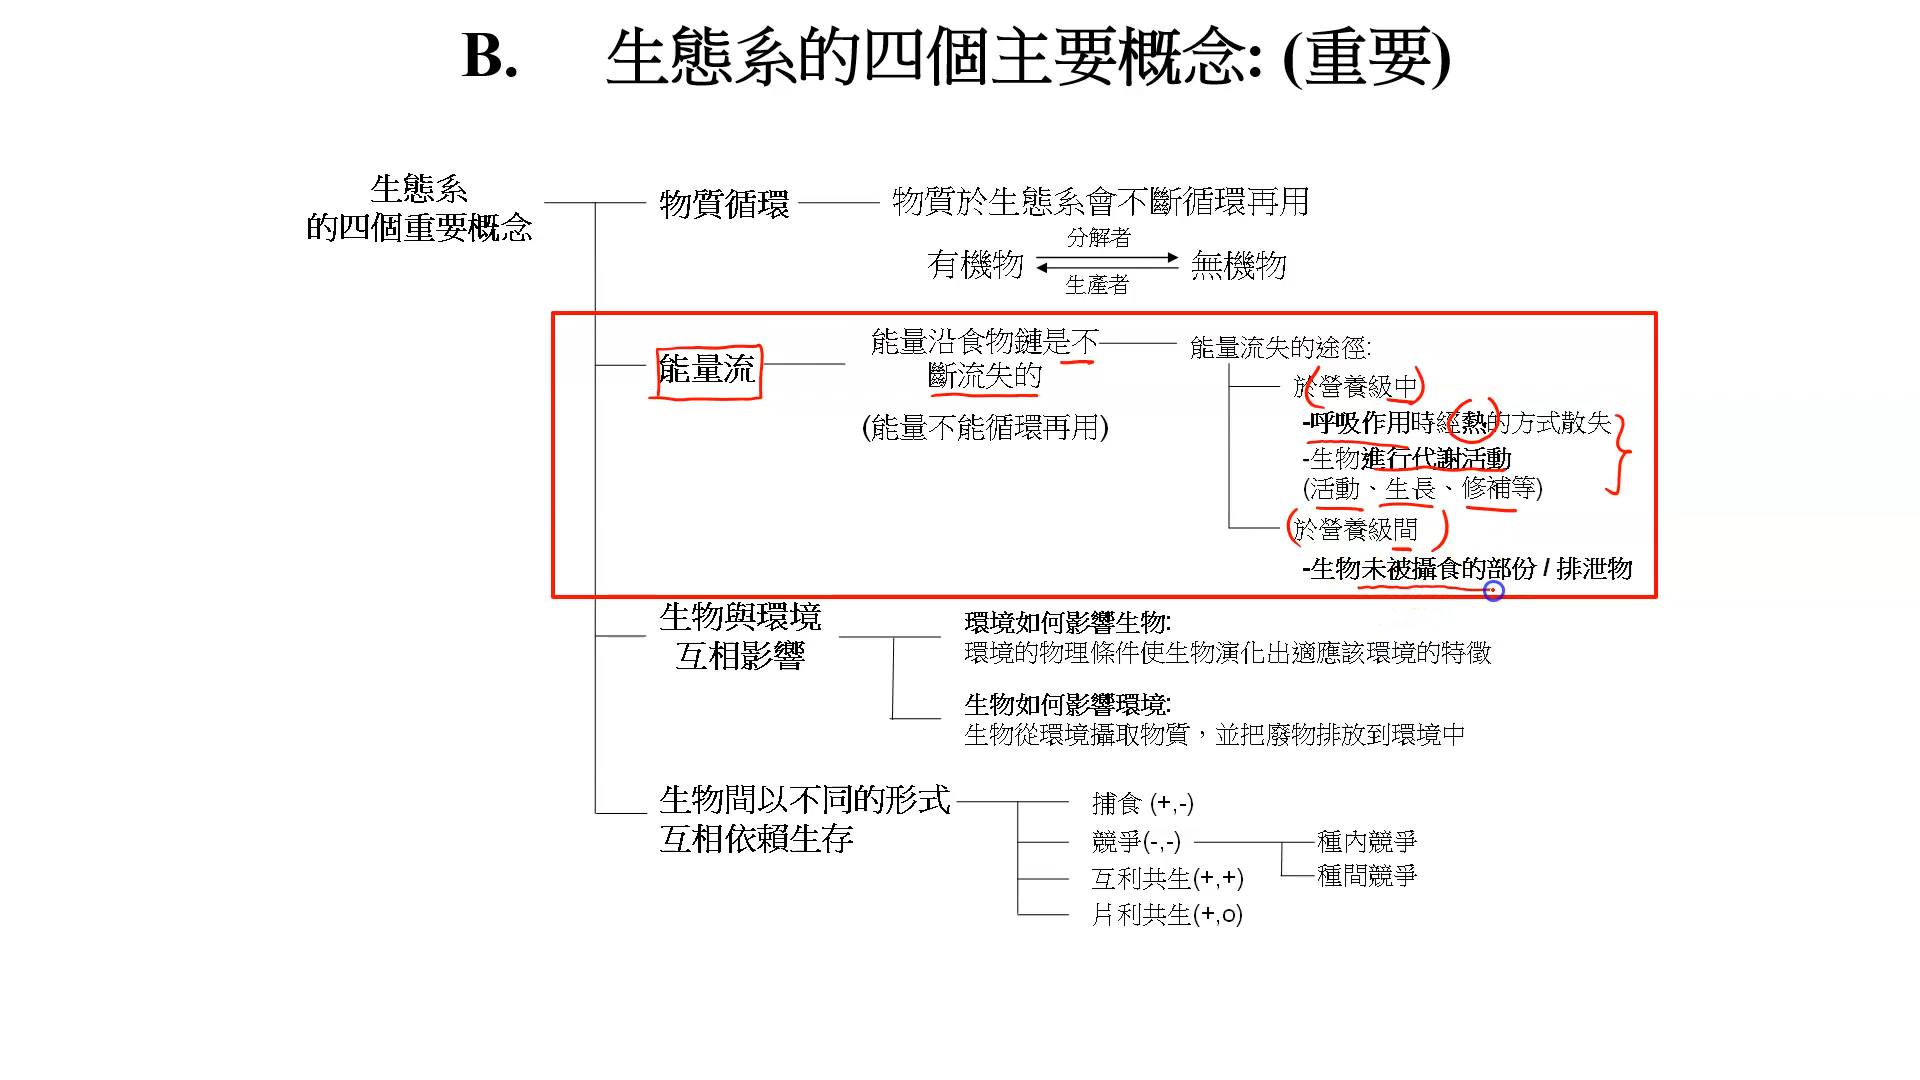 B. 生態系的四個主要概念: (重要)
生態系
的四個重要概念
物質循環
物質於生態系會不斷循環再用
分解者
有機物
無機物
生產者
能量流
能量沿食物鏈是不
斷流失的
(能量不能循環再用)
能量流失的途徑:
於營養級中
-呼吸作用時經熱的方式散失
-生物進行代謝活動
(活動、生長、修補等)
於營養級間
-生物未被攝食的部份 / 排泄物
生物與環境
互相影響
環境如何影響生物:
環境的物理條件使生物演化出適應該環境的特徵
生物如何影響環境:
生物從環境攝取物質，並把廢物排放到環境中
生物間以不同的形式
互相依賴生存
捕食 (+,-)
競爭(-,-)
種內競爭
種間競爭
互利共生(+,+)
片利共生(+,o)